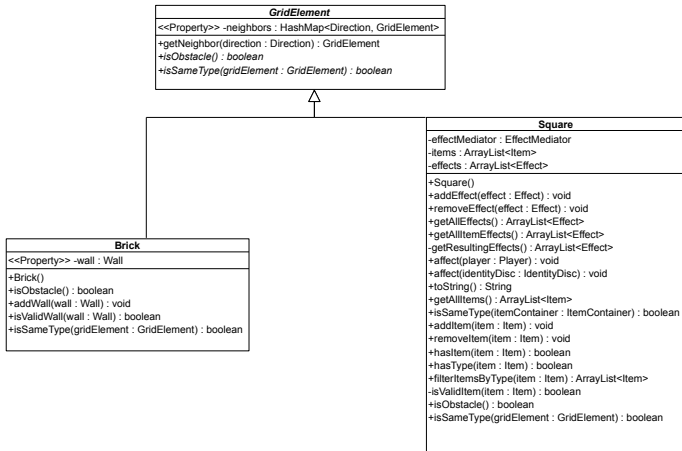 GridElement
<<Property>> -neighbors : HashMap<Direction, GridElement>
+getNeighbor(direction : Direction) : GridElement
+isObstacle() : boolean
+isSameType(gridElement : GridElement) : boolean
Brick
<<Property>> -wall : Wall
+Brick()
+isObstacle() : boolean
+addWall(wall : Wall) : void
+isValidWall(wall : Wall) : boolean
+isSameType(gridElement : GridElement) : boolean
Square
-effectMediator : EffectMediator
-items : ArrayList<Item>
-effects : ArrayList<Effect>
+Square()
+addEffect(effect : Effect) : void
+removeEffect(effect : Effect) : void
+getAllEffects() : ArrayList<Effect>
+getAllItemEffects() : ArrayList<Effect>
-getResultingEffects() : ArrayList<Effect>
+affect(player : Player) : void
+affect(identityDisc : IdentityDisc) : void
+toString() : String
+getAllItems() : ArrayList<Item>
+isSameType(itemContainer : ItemContainer) : boolean
+addItem(item : Item) : void
+removeItem(item : Item) : void
+hasItem(item : Item) : boolean
+hasType(item : Item) : boolean
+filterItemsByType(item : Item) : ArrayList<Item>
-isValidItem(item : Item) : boolean
+isObstacle() : boolean
+isSameType(gridElement : GridElement) : boolean